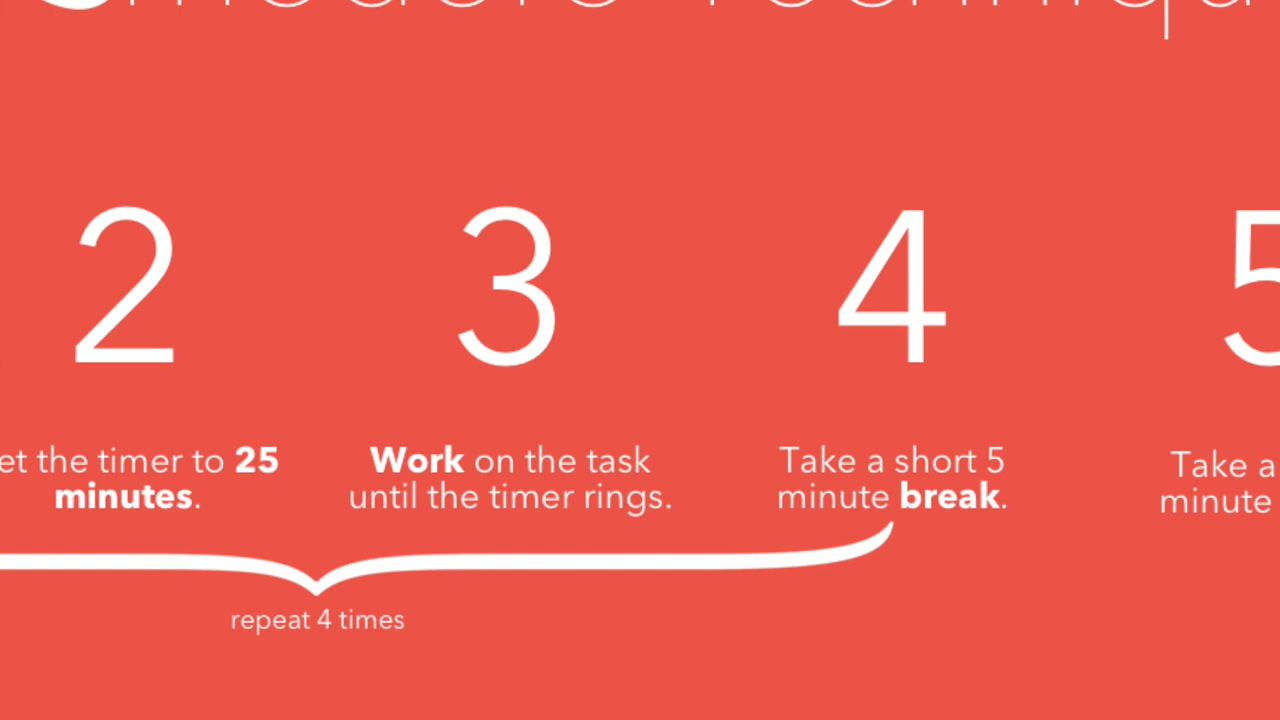 2 3 4 5
et the timer to 25
minutes.
Work on the task
until the timer rings.
Take a short 5
minute break.
Take a
minute
repeat 4 times